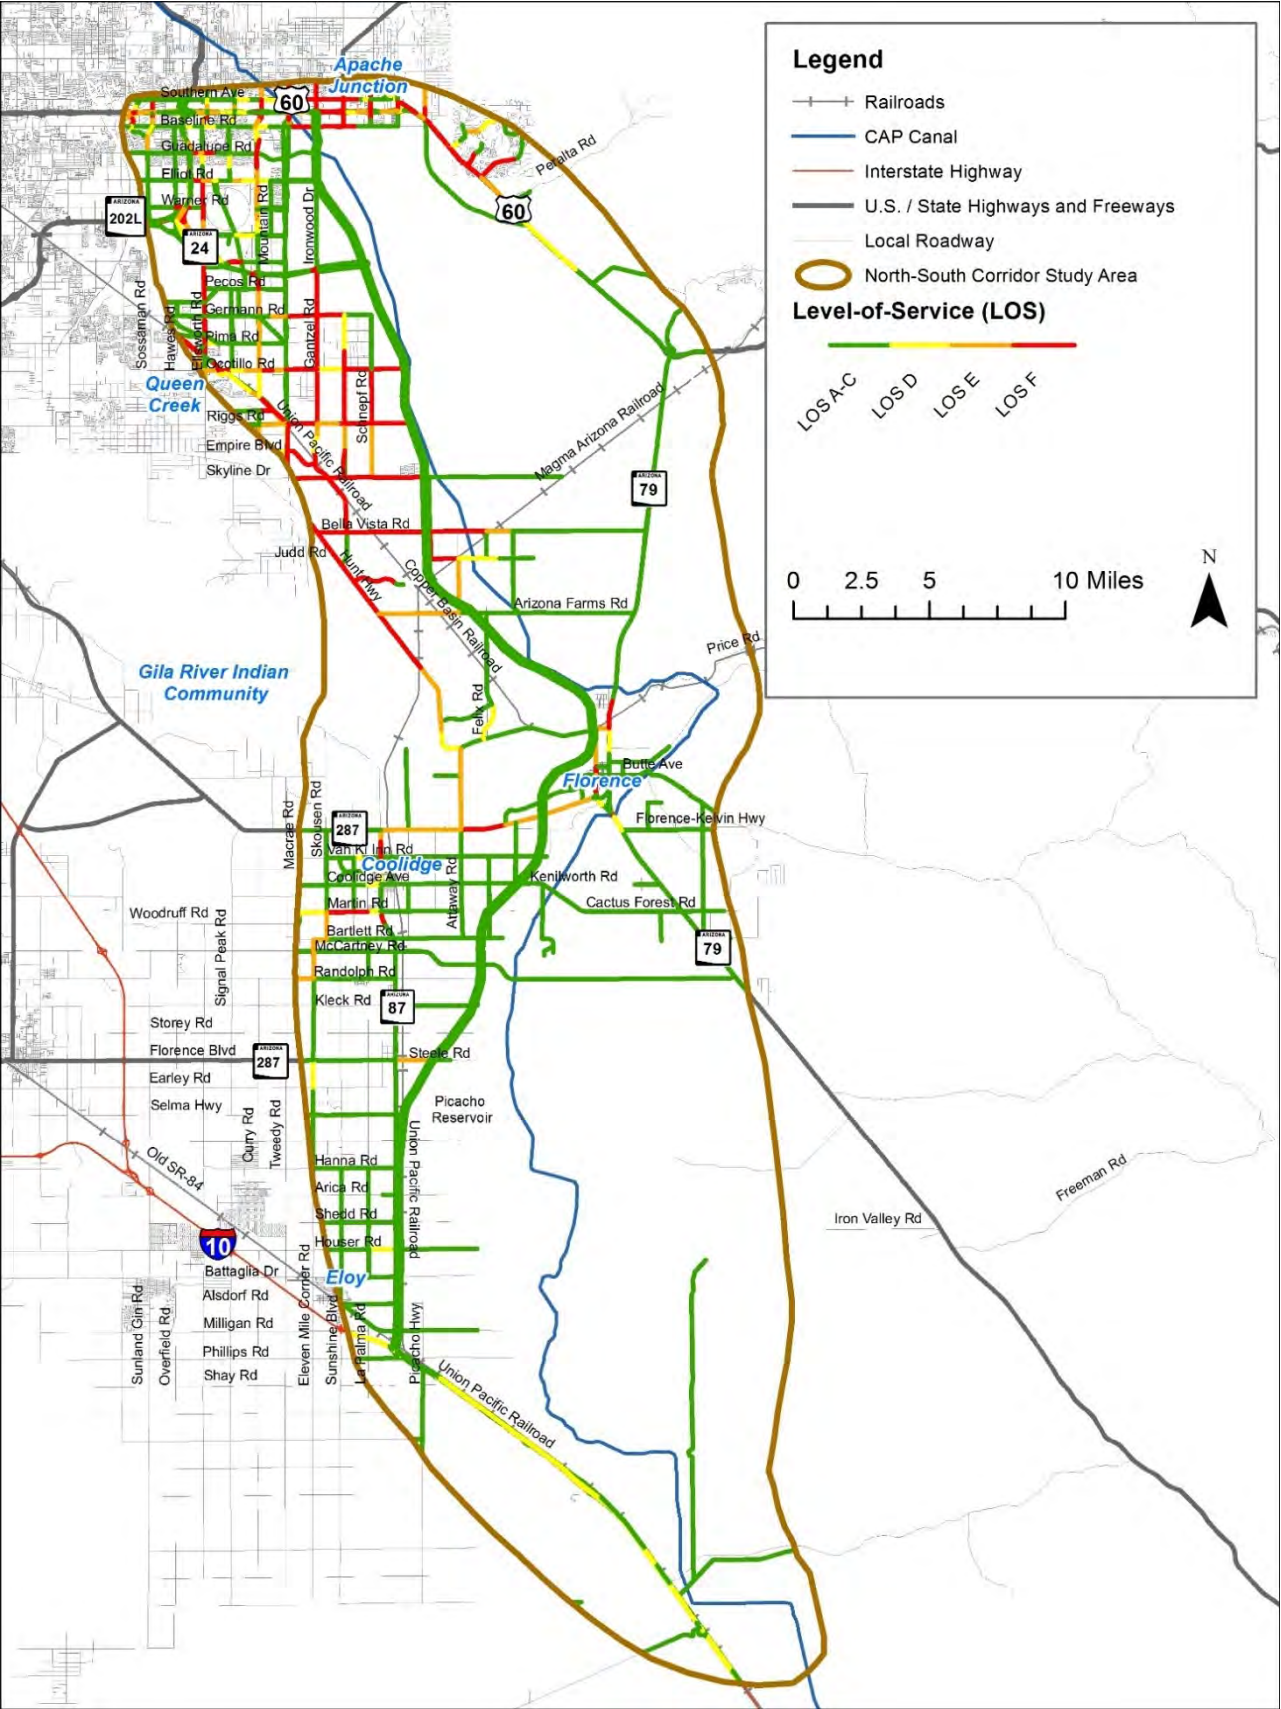 Legend
Railroads
CAP Canal
Interstate Highway
U.S. / State Highways and Freeways
Local Roadway
North-South Corridor Study Area
Level-of-Service (LOS)
LOS A-C
LOS D
LOS E
LOS F
0 2.5 5 10 Miles
N
Apache
Junction
Southern Ave
60
Baseline Rd
Guadalupe Rd
Elliot Rd
Warner Rd
ARIZONA
202L
ARIZONA
24
Mountain Rd
Ironwood Dr
Peralta Rd
60
Pecos Rd
Germann Rd
Pima Rd
Ocotillo Rd
Sossaman Rd
Hawes Rd
Ellsworth Rd
Gantzel Rd
Schnepf Rd
Queen
Creek
Riggs Rd
Empire Blvd
Skyline Dr
Union Pacific Railroad
Magma Arizona Railroad
ARIZONA
79
Bella Vista Rd
Judd Rd
Hunt Hwy
Copper Basin Railroad
Arizona Farms Rd
Price Rd
Gila River Indian
Community
Felix Rd
Butte Ave
Florence
Florence-Kelvin Hwy
Macrae Rd
Skousen Rd
ARIZONA
287
Van Ki Inn Rd
Coolidge
Coolidge Ave
Kenilworth Rd
Attaway Rd
Martin Rd
Cactus Forest Rd
Woodruff Rd
Signal Peak Rd
Bartlett Rd
McCartney Rd
ARIZONA
79
Randolph Rd
Kleck Rd
ARIZONA
87
Storey Rd
Florence Blvd
ARIZONA
287
Steele Rd
Earley Rd
Selma Hwy
Picacho
Reservoir
Curry Rd
Tweedy Rd
Old SR-84
Hanna Rd
Arica Rd
Shedd Rd
Houser Rd
Union Pacific Railroad
Freeman Rd
Iron Valley Rd
10
Eloy
Battaglia Dr
Alsdorf Rd
Milligan Rd
Phillips Rd
Shay Rd
Sunland Gin Rd
Overfield Rd
Eleven Mile Corner Rd
Sunshine Blvd
La Palma Rd
Picacho Hwy
Union Pacific Railroad